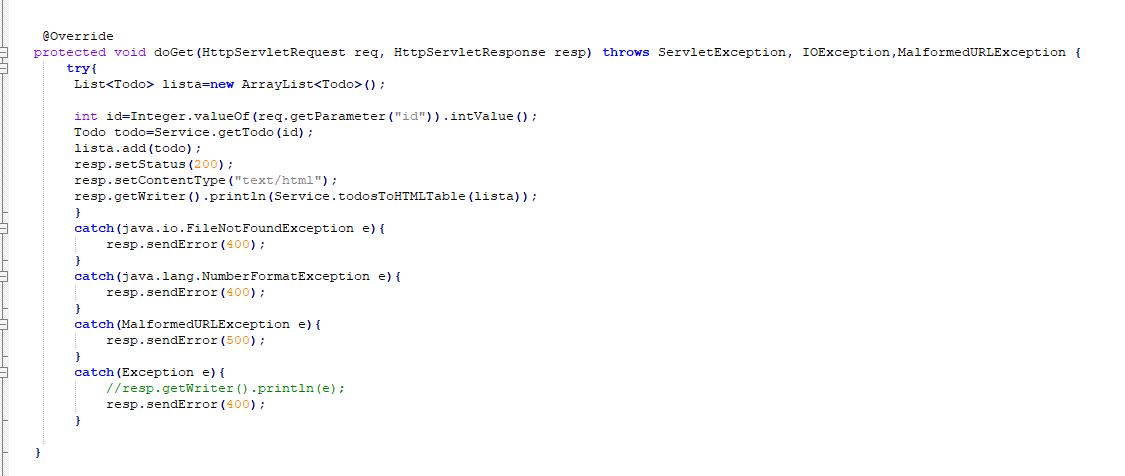 @Override
protected void doGet(HttpServletRequest req, HttpServletResponse resp) throws ServletException, IOException,MalformedURLException {
try{
List<Todo> lista=new ArrayList<Todo>();
int id=Integer.valueOf(req.getParameter("id")).intValue();
Todo todo=Service.getTodo(id);
lista.add(todo);
resp.setStatus(200);
resp.setContentType("text/html");
resp.getWriter().println(Service.todosToHTMLTable(lista));
}
catch(java.io.FileNotFoundException e){
resp.sendError(400);
}
catch(java.lang.NumberFormatException e){
resp.sendError(400);
}
catch(MalformedURLException e){
resp.sendError(500);
}
catch(Exception e){
//resp.getWriter().println(e);
resp.sendError(400);
}
}